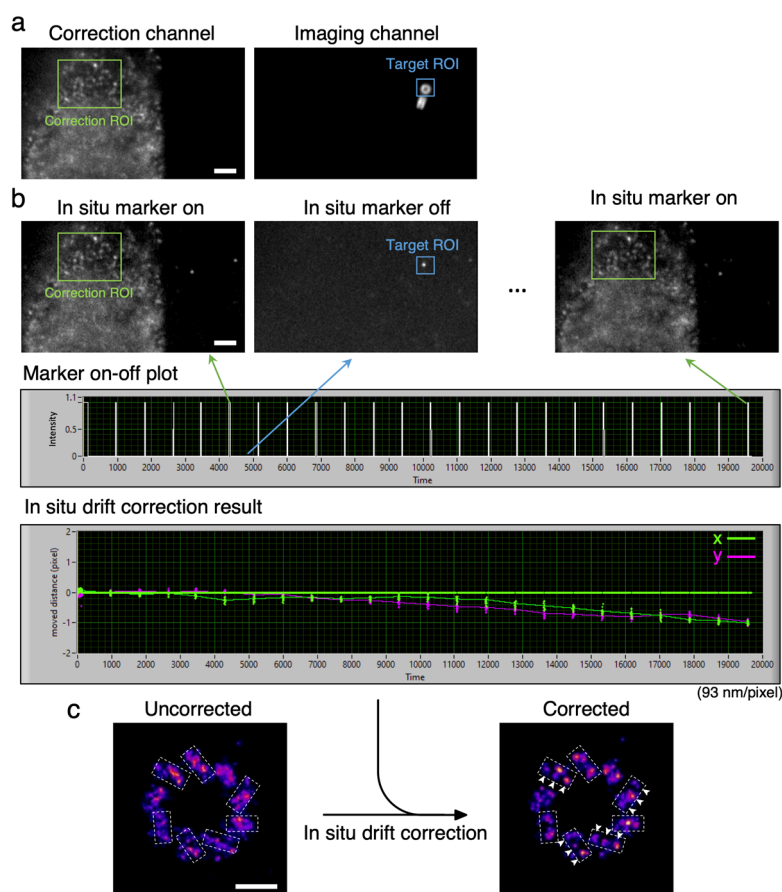 a
Correction channel
Imaging channel
Target ROI
Correction ROI
b
In situ marker on
In situ marker off
In situ marker on
Target ROI
Correction ROI
...
Marker on-off plot
Intensity
1.1
0.5
0
0 1000 2000 3000 4000 5000 6000 7000 8000 9000 10000 11000 12000 13000 14000 15000 16000 17000 18000 19000 20000
Time
In situ drift correction result
moved distance (pixel)
2
1
0
-1
-2
x
y
0 1000 2000 3000 4000 5000 6000 7000 8000 9000 10000 11000 12000 13000 14000 15000 16000 17000 18000 19000 20000
Time
(93 nm/pixel)
c
Uncorrected
Corrected
In situ drift correction